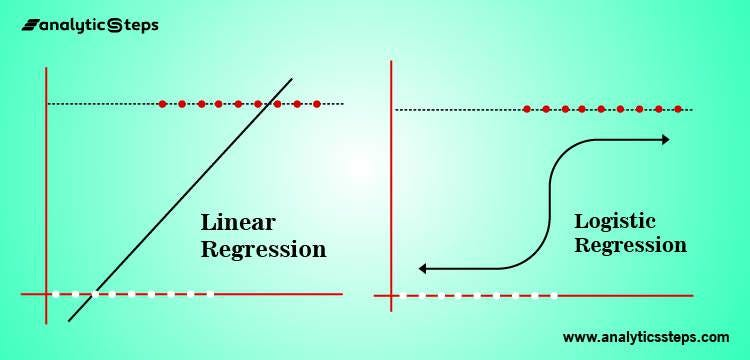 analyticSteps
Linear
Regression
Logistic
Regression
www.analyticssteps.com